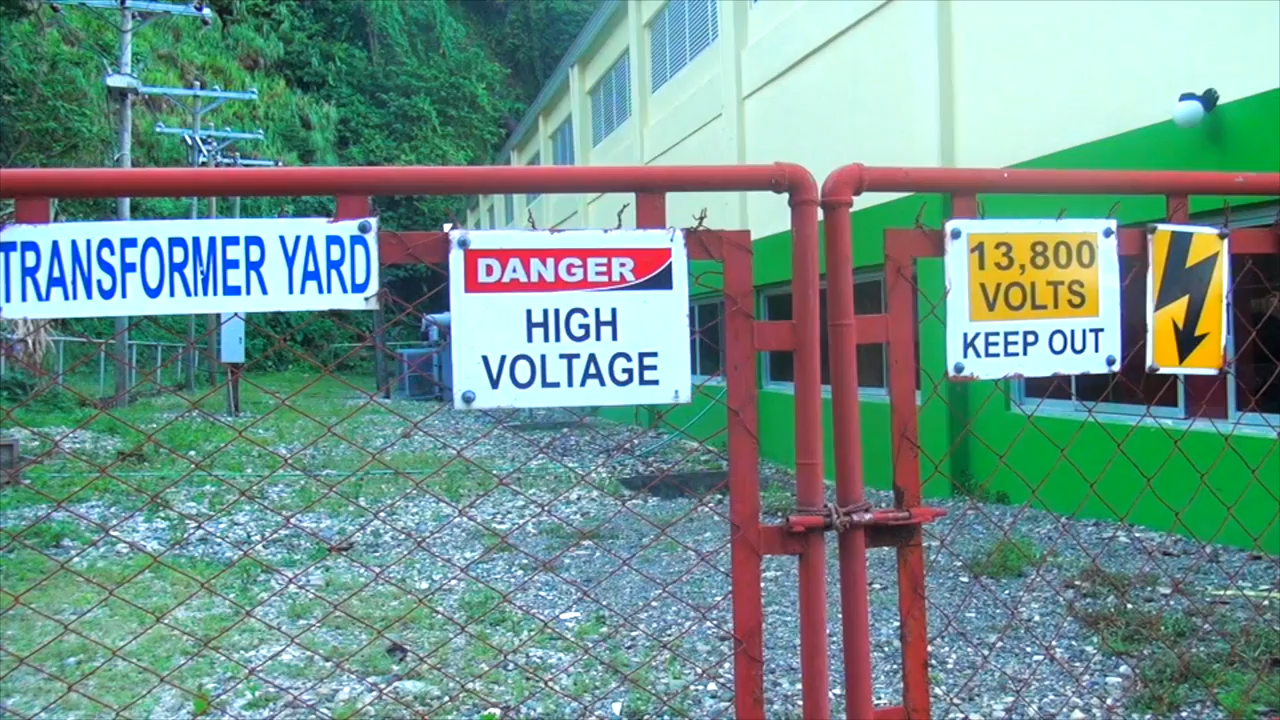 TRANSFORMER YARD
DANGER
HIGH
VOLTAGE
13,800
VOLTS
KEEP OUT